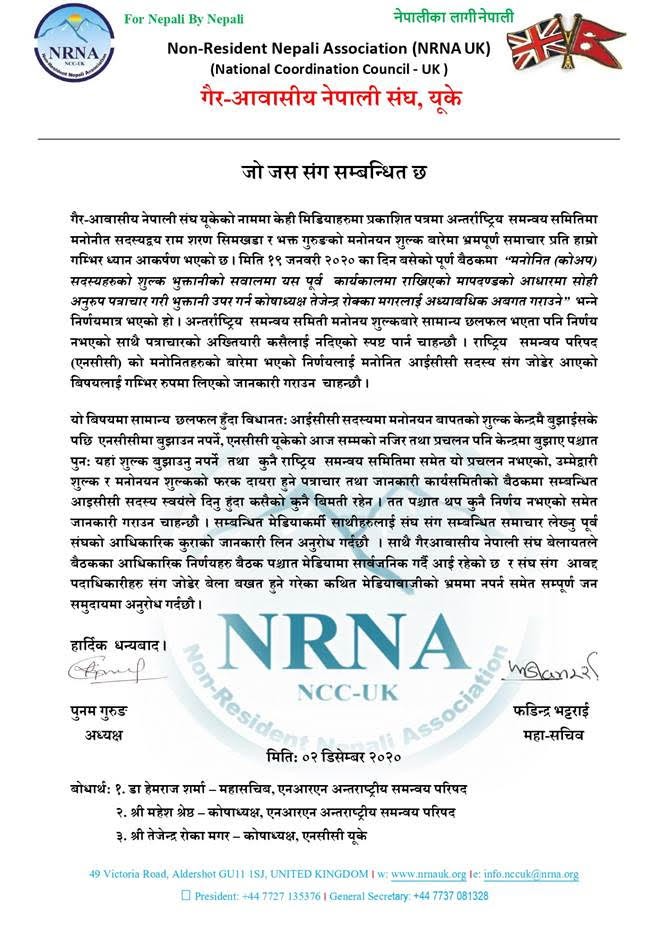 For Nepali By Nepali
नेपालीका लागी नेपाली
NRNA
NCC-UK
Non-Resident Nepali Association
Non-Resident Nepali Association (NRNA UK)
(National Coordination Council - UK )
गैर-आवासीय नेपाली संघ, यूके
जो जस संग सम्बन्धित छ
गैर-आवासीय नेपाली संघ यूकेको नाममा केही मिडियाहरुमा प्रकाशित पत्रमा अन्तर्राष्ट्रिय समन्वय समितिमा
मनोनीत सदस्यद्वय राम शरण सिमखडा र भक्त गुरुङको मनोनयन शुल्क बारेमा भ्रमपूर्ण समाचार प्रति हाम्रो
गम्भिर ध्यान आकर्षण भएको छ। मिति १९ जनवरी २०२० का दिन बसेको पूर्ण बैठकमा “मनोनित (कोअप)
सदस्यहरुको शुल्क भुक्तानीको सवालमा यस पूर्व कार्यकालमा राखिएको मापदण्डको आधारमा सोही
अनुरुप पत्राचार गरी भुक्तानी उपर गर्न कोषाध्यक्ष तेजेन्द्र रोक्का मगरलाई अध्याबधिक अवगत गराउने” भन्ने
निर्णयमात्र भएको हो। अन्तर्राष्ट्रिय समन्वय समिती मनोनय शुल्कबारे सामान्य छलफल भएता पनि निर्णय
नभएको साथै पत्राचारको अख्तियारी कसैलाई नदिएको स्पष्ट पार्न चाहन्छौ । राष्ट्रिय समन्वय परिषद
(एनसीसी) को मनोनितहरुको बारेमा भएको निर्णयलाई मनोनित आईसीसी सदस्य संग जोडेर आएको
बिषयलाई गम्भिर रुपमा लिएको जानकारी गराउन चाहन्छौ ।
यो बिषयमा सामान्य छलफल हुँदा विधानत: आईसीसी सदस्यमा मनोनयन बापतको शुल्क केन्द्रमै बुझाईसके
पछि एनसीसीमा बुझाउन नपर्ने, एनसीसी यूकेको आज सम्मको नजिर तथा प्रचलन पनि केन्द्रमा बुझाए पश्चात
पुन: यहां शुल्क बुझाउनु नपर्ने तथा कुनै राष्ट्रिय समन्वय समितिमा समेत यो प्रचलन नभएको, उम्मेद्वारी
शुल्क र मनोनयन शुल्कको फरक दायरा हुने पत्राचार तथा जानकारी कार्यसमितीको बैठकमा सम्बन्धित
आइसीसी सदस्य स्वयंले दिनु हुंदा कसैको कुनै बिमती रहेन । तत पश्चात थप कुनै निर्णय नभएको समेत
जानकारी गराउन चाहन्छौ । सम्बन्धित मेडियाकर्मी साथीहरुलाई संघ संग सम्बन्धित समाचार लेख्नु पूर्व
संघको आधिकारिक कुराको जानकारी लिन अनुरोध गर्दछौ । साथै गैरआवासीय नेपाली संघ बेलायतले
बैठकका आधिकारिक निर्णयहरु बैठक पश्चात मेडियामा सार्वजनिक गर्दै आई रहेको छ र संघ संग आवद्द
पदाधिकारीहरु संग जोडेर बेला बखत हुने गरेका कथित मेडियावाजीको भ्रममा नपर्न समेत सम्पूर्ण जन
समुदायमा अनुरोध गर्दछौ।
हार्दिक धन्यबाद।
NRNA
NCC-UK
Non-Resident Nepali Association
पुनम गुरुङ
फडिन्द्र भट्टराई
अध्यक्ष
महा-सचिव
मिति: ०२ डिसेम्बर २०२०
बोधार्थ: १. डा हेमराज शर्मा – महासचिब, एनआरएन अन्तराष्ट्रीय समन्वय परिषद
२. श्री महेश श्रेष्ठ – कोषाध्यक्ष, एनआरएन अन्तराष्ट्रीय समन्वय परिषद
३. श्री तेजेन्द्र रोका मगर – कोषाध्यक्ष, एनसीसी यूके
49 Victoria Road, Aldershot GU11 1SJ, UNITED KINGDOM I w: www.nrnauk.org Ie: info.nccuk@nrna.org
President: +44 7727 135376 | General Secretary: +44 7737 081328